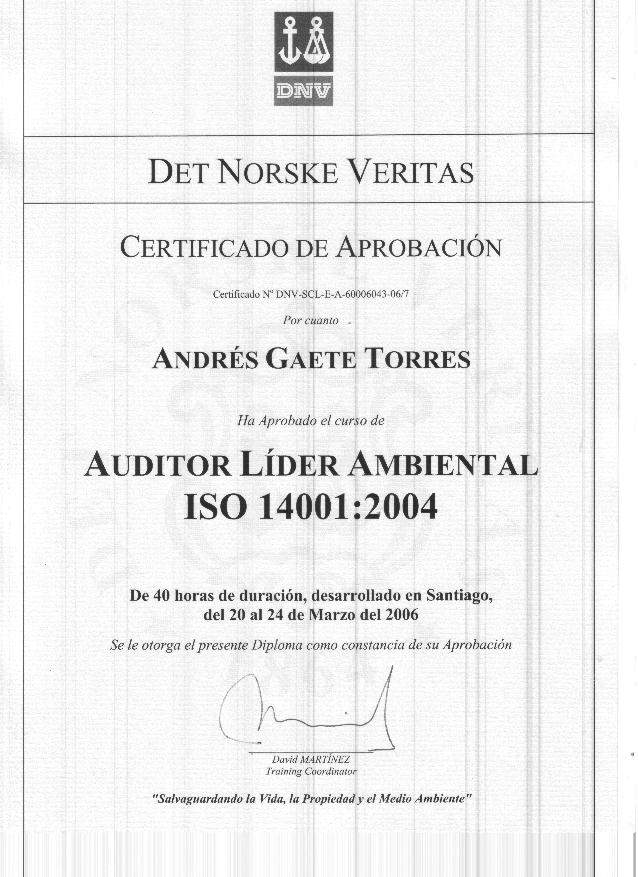 DNV
DET NORSKE VERITAS
CERTIFICADO DE APROBACIÓN
Certificado N° DNV-SCL-E-A-60006043-06/7
Por cuanto
ANDRÉS GAETE TORRES
Ha Aprobado el curso de
AUDITOR LÍDER AMBIENTAL
ISO 14001:2004
De 40 horas de duración, desarrollado en Santiago,
del 20 al 24 de Marzo del 2006
Se le otorga el presente Diploma como constancia de su Aprobación
David MARTÍNEZ
Training Coordinator
"Salvaguardando la Vida, la Propiedad y el Medio Ambiente"